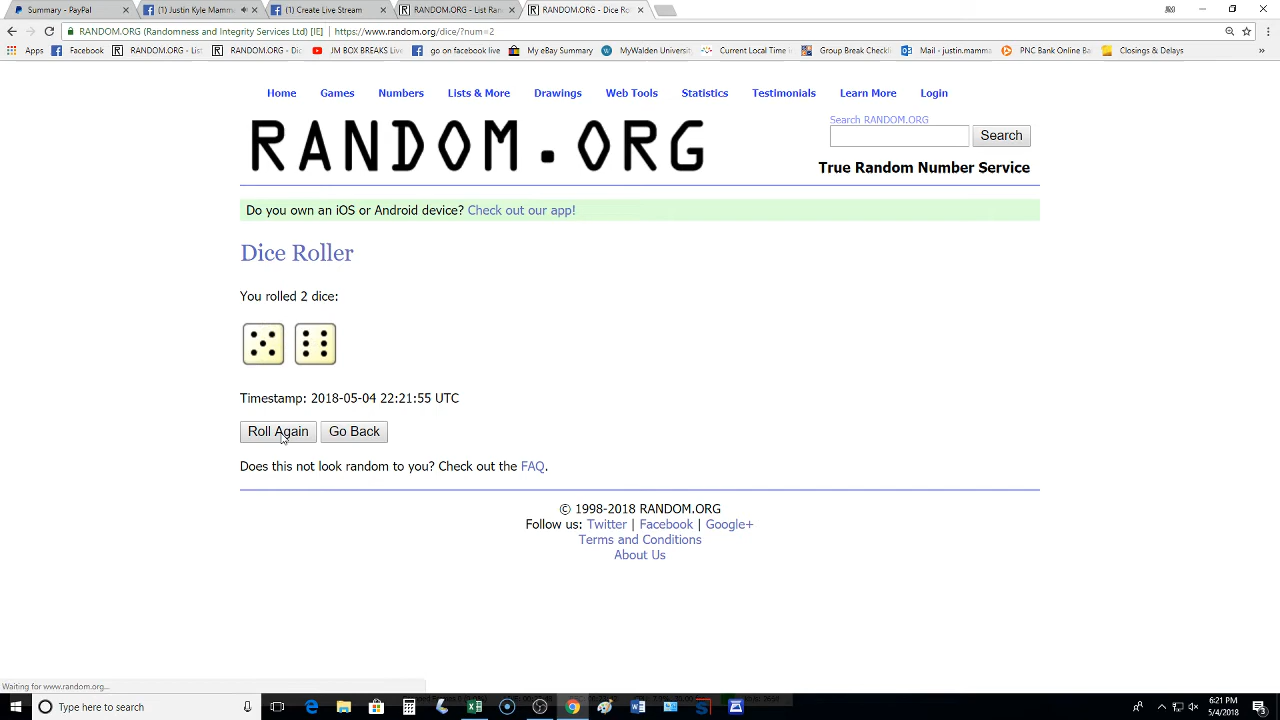 Summary - PayPal
(1) Justin Kyle Mamm
(1) Create Live Stream
RANDOM.ORG - List Ran
RANDOM.ORG - Dice Ro
RANDOM.ORG (Randomness and Integrity Services Ltd) [IE] | https://www.random.org/dice/?num=2
Apps Facebook RANDOM.ORG - List RANDOM.ORG - Dic JM BOX BREAKS LIVE go on facebook live My eBay Summary MyWalden Universit Current Local Time Group Break Checkli Mail - justin.mamma PNC Bank Online Ba Closings & Delays
Home Games Numbers Lists & More Drawings Web Tools Statistics Testimonials Learn More Login
RANDOM.ORG
Search RANDOM.ORG
Search
True Random Number Service
Do you own an iOS or Android device? Check out our app!
Dice Roller
You rolled 2 dice:
Timestamp: 2018-05-04 22:21:55 UTC
Roll Again Go Back
Does this not look random to you? Check out the FAQ.
© 1998-2018 RANDOM.ORG
Follow us: Twitter | Facebook | Google+
Terms and Conditions
About Us
Waiting for www.random.org...
Type here to search
6:21 PM
5/4/2018